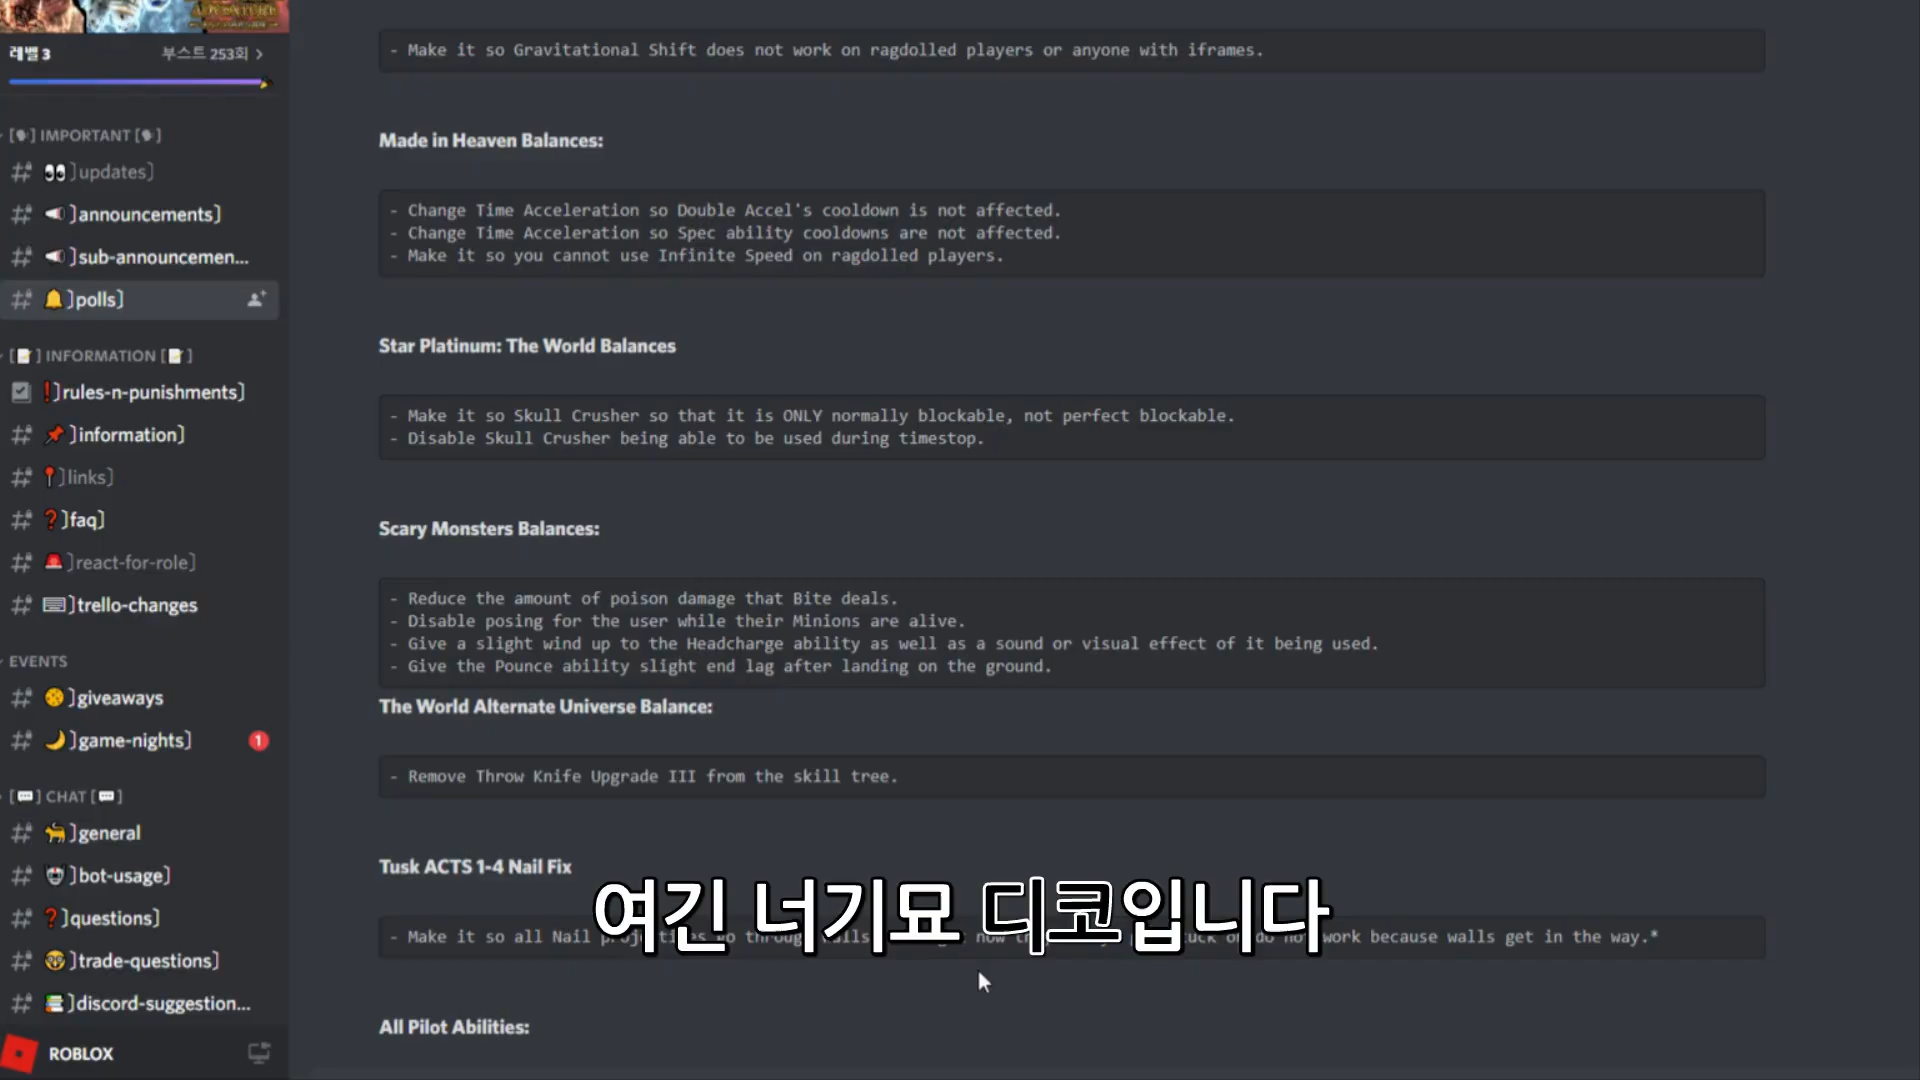 레벨 3
부스트 253회
IMPORTANT
updates
announcements
sub-announcemen...
polls
INFORMATION
rules-n-punishments
information
links
faq
react-for-role
trello-changes
EVENTS
giveaways
game-nights
1
CHAT
general
bot-usage
questions
trade-questions
discord-suggestion...
ROBLOX
- Make it so Gravitational Shift does not work on ragdolled players or anyone with iframes.
Made in Heaven Balances:
- Change Time Acceleration so Double Accel's cooldown is not affected.
- Change Time Acceleration so Spec ability cooldowns are not affected.
- Make it so you cannot use Infinite Speed on ragdolled players.
Star Platinum: The World Balances
- Make it so Skull Crusher so that it is ONLY normally blockable, not perfect blockable.
- Disable Skull Crusher being able to be used during timestop.
Scary Monsters Balances:
- Reduce the amount of poison damage that Bite deals.
- Disable posing for the user while their Minions are alive.
- Give a slight wind up to the Headcharge ability as well as a sound or visual effect of it being used.
- Give the Pounce ability slight end lag after landing on the ground.
The World Alternate Universe Balance:
- Remove Throw Knife Upgrade III from the skill tree.
Tusk ACTS 1-4 Nail Fix
- Make it so all Nail work because walls get in the way.*
여긴 너기묘 디코입니다
All Pilot Abilities: